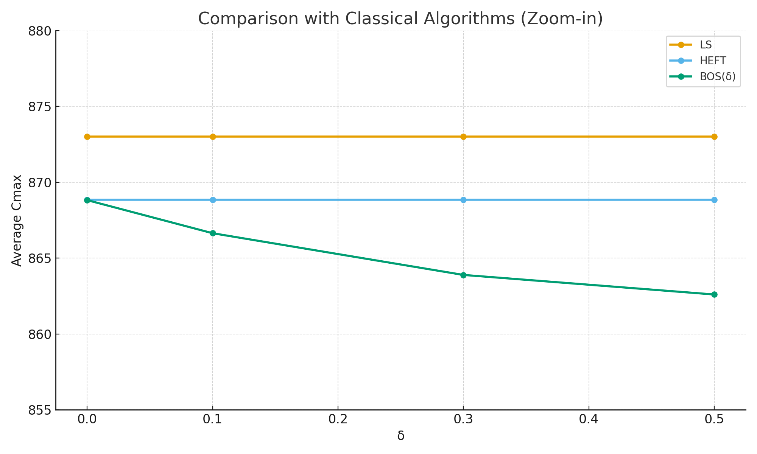 Comparison with Classical Algorithms (Zoom-in)
LS
HEFT
BOS(δ)
Average Cmax
880
875
870
865
860
855
0.0
0.1
0.2
0.3
0.4
0.5
δ